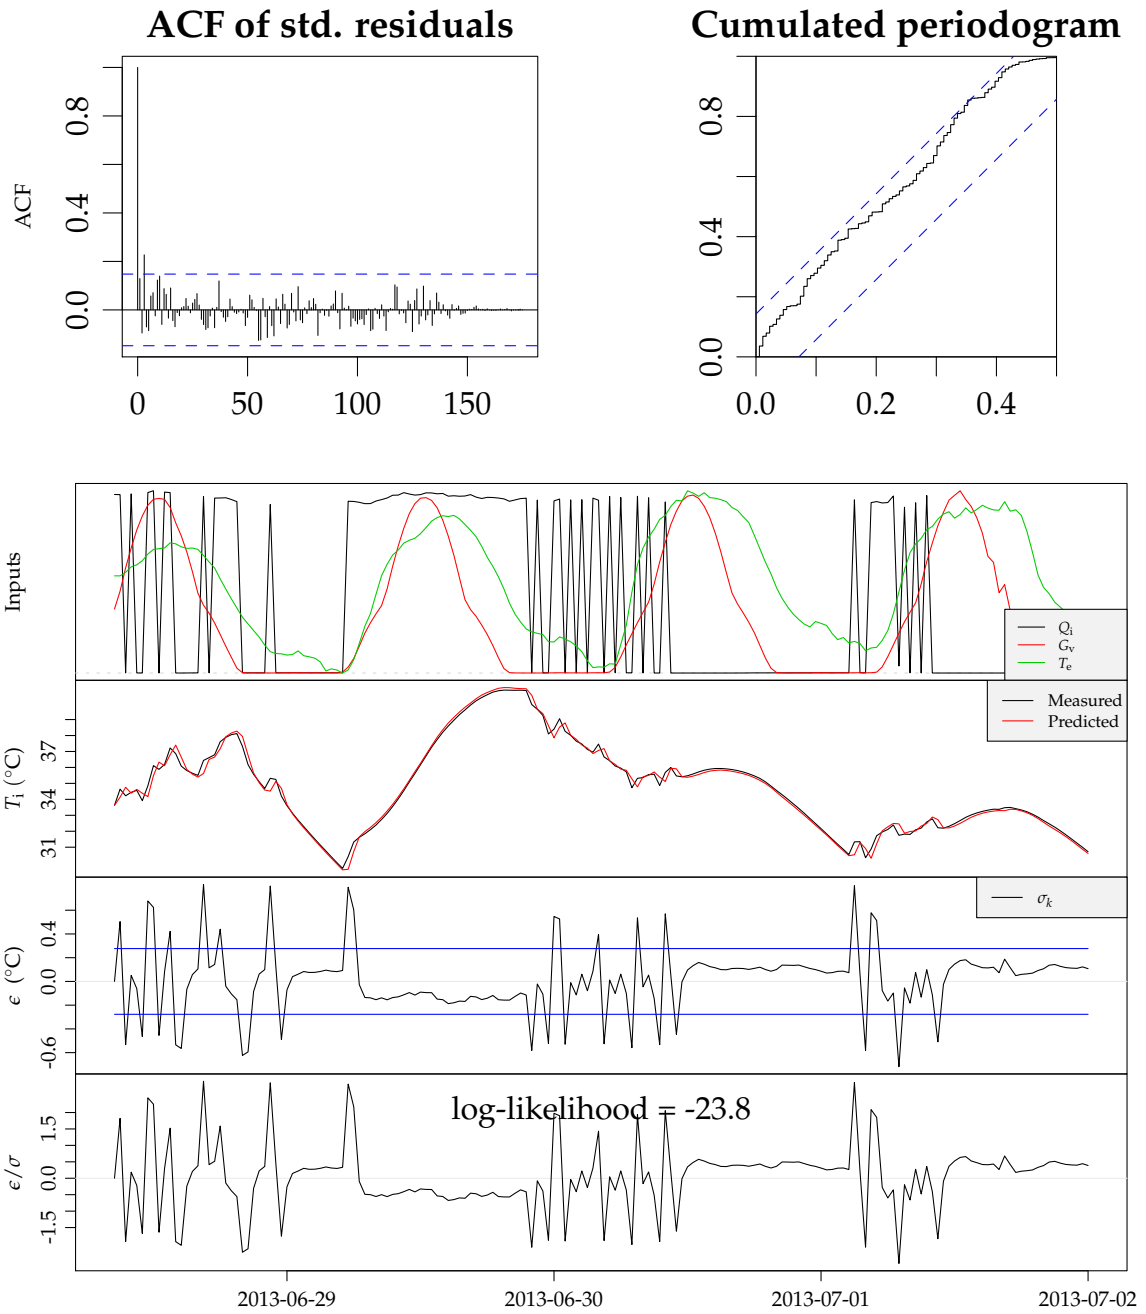 ACF of std. residuals
ACF
0.0 0.4 0.8
0 50 100 150
Cumulated periodogram
0.0 0.4 0.8
0.0 0.2 0.4
Inputs
Qi
Gv
Te
Ti (°C)
31 34 37
Measured
Predicted
ϵ (°C)
-0.6 0.0 0.4
σk
ϵ/σ
-1.5 0.0 1.5
log-likelihood = -23.8
2013-06-29 2013-06-30 2013-07-01 2013-07-02